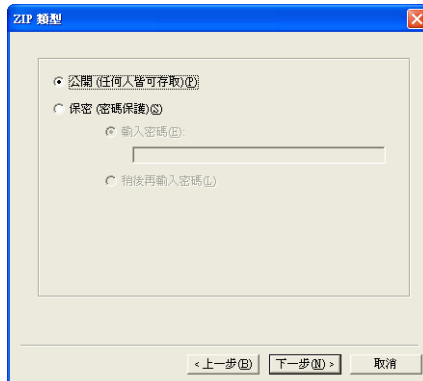 ZIP 類型
公開 (任何人皆可存取)(P)
保密 (密碼保護)(S)
輸入密碼(E):
稍後再輸入密碼(L)
<上一步(B) 下一步(N)> 取消